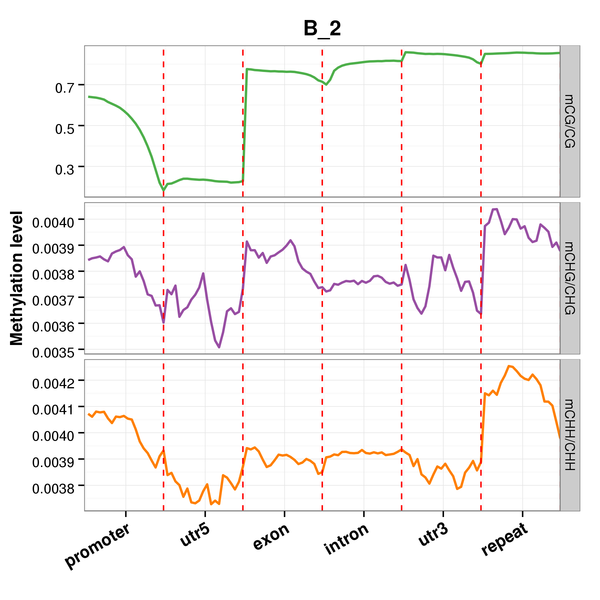 B_2
Methylation level
0.7
0.5
0.3
mCG/CG
0.0040
0.0039
0.0038
0.0037
0.0036
0.0035
mCHG/CHG
0.0042
0.0041
0.0040
0.0039
0.0038
mCHH/CHH
promoter
utr5
exon
intron
utr3
repeat